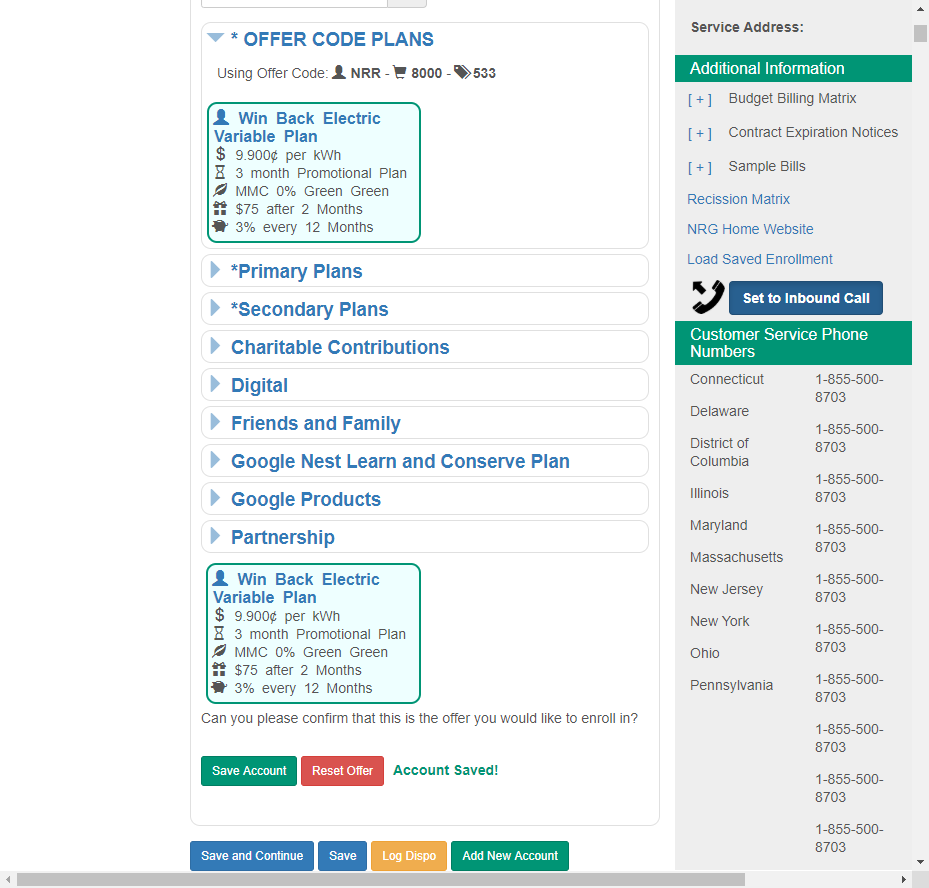 * OFFER CODE PLANS
Using Offer Code: NRR - 8000 - 533
Win Back Electric
Variable Plan
$ 9.900¢ per kWh
3 month Promotional Plan
MMC 0% Green Green
$75 after 2 Months
3% every 12 Months
*Primary Plans
*Secondary Plans
Charitable Contributions
Digital
Friends and Family
Google Nest Learn and Conserve Plan
Google Products
Partnership
Win Back Electric
Variable Plan
$ 9.900¢ per kWh
3 month Promotional Plan
MMC 0% Green Green
$75 after 2 Months
3% every 12 Months
Can you please confirm that this is the offer you would like to enroll in?
Save Account Reset Offer Account Saved!
Save and Continue Save Log Dispo Add New Account
Service Address:
Additional Information
[ + ] Budget Billing Matrix
[ + ] Contract Expiration Notices
[ + ] Sample Bills
Recission Matrix
NRG Home Website
Load Saved Enrollment
Set to Inbound Call
Customer Service Phone
Numbers
Connecticut
Delaware
District of
Columbia
Illinois
Maryland
Massachusetts
New Jersey
New York
Ohio
Pennsylvania
1-855-500-
8703
1-855-500-
8703
1-855-500-
8703
1-855-500-
8703
1-855-500-
8703
1-855-500-
8703
1-855-500-
8703
1-855-500-
8703
1-855-500-
8703
1-855-500-
8703